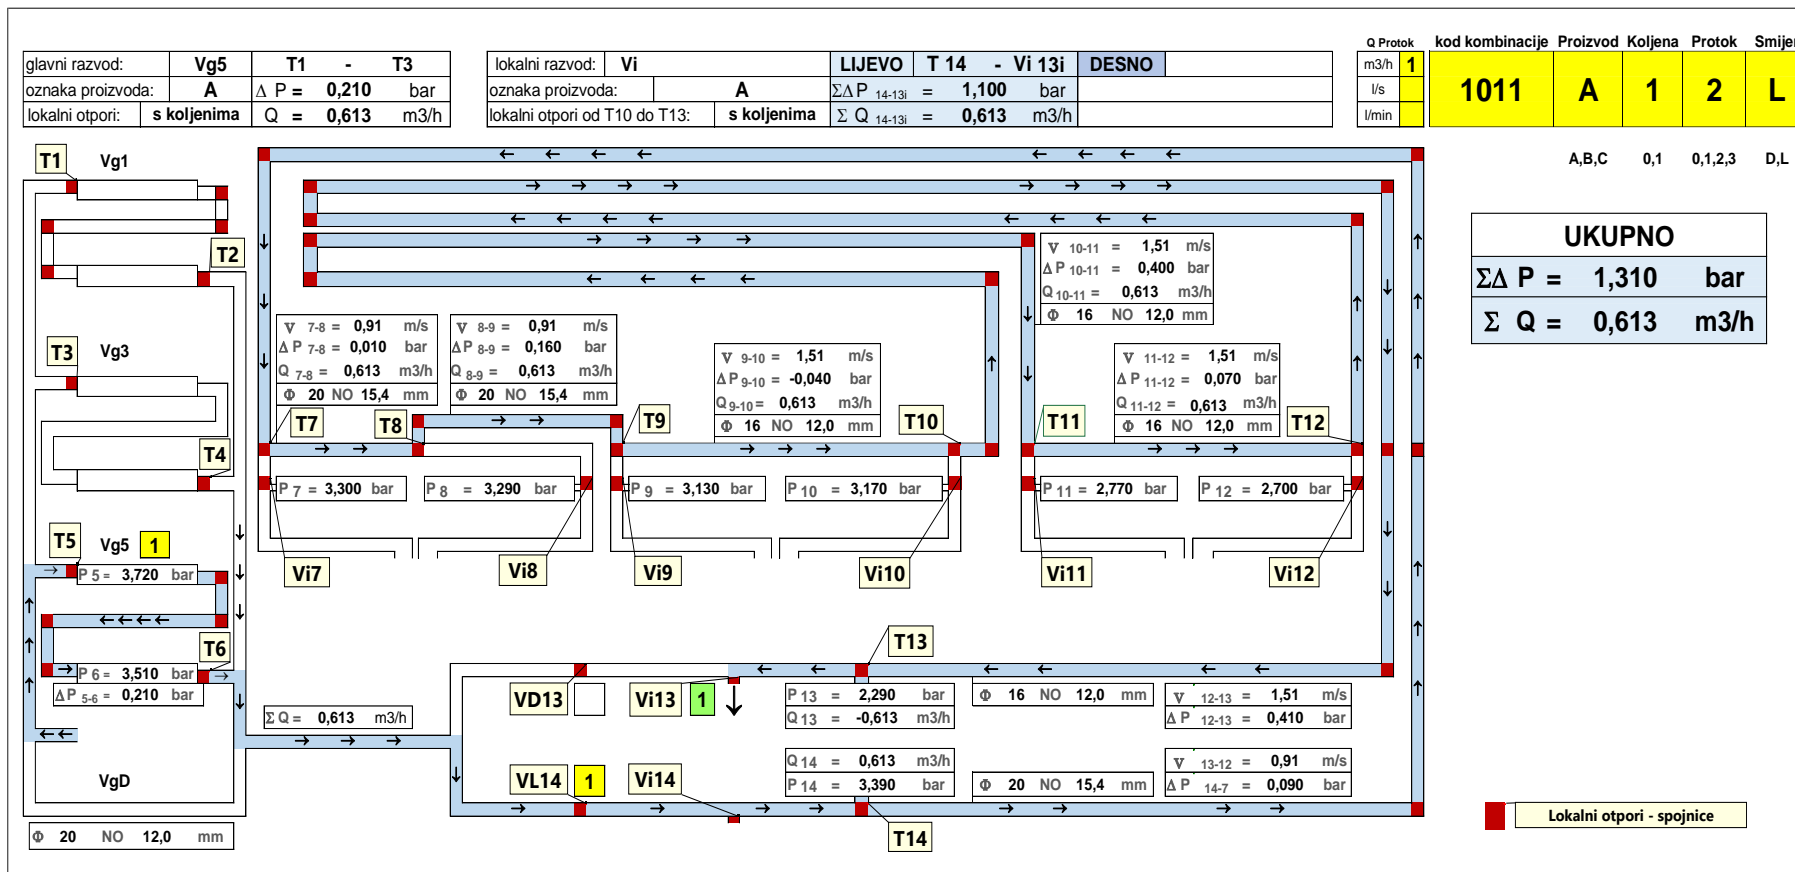 glavni razvod: Vg5 T1 - T3
oznaka proizvoda: A Δ P = 0,210 bar
lokalni otpori: s koljenima Q = 0,613 m3/h
lokalni razvod: Vi LIJEVO T 14 - Vi 13i DESNO
oznaka proizvoda: A ΣΔP 14-13i = 1,100 bar
lokalni otpori od T10 do T13: s koljenima Σ Q 14-13i = 0,613 m3/h
Q Protok kod kombinacije Proizvod Koljena Protok Smijer
m3/h 1
l/s
l/min
1011 A 1 2 L
A,B,C 0,1 0,1,2,3 D,L
UKUPNO
ΣΔ P = 1,310 bar
Σ Q = 0,613 m3/h
T1 Vg1
T2
T3 Vg3
T4
T5 Vg5 1
P 5 = 3,720 bar
T6
P 6 = 3,510 bar
ΔP 5-6 = 0,210 bar
VgD
Φ 20 NO 12,0 mm
Σ Q = 0,613 m3/h
V 7-8 = 0,91 m/s
Δ P 7-8 = 0,010 bar
Q 7-8 = 0,613 m3/h
Φ 20 NO 15,4 mm
V 8-9 = 0,91 m/s
ΔP 8-9 = 0,160 bar
Q 8-9 = 0,613 m3/h
Φ 20 NO 15,4 mm
V 9-10 = 1,51 m/s
Δ P 9-10 = -0,040 bar
Q 9-10 = 0,613 m3/h
Φ 16 NO 12,0 mm
V 10-11 = 1,51 m/s
Δ P 10-11 = 0,400 bar
Q 10-11 = 0,613 m3/h
Φ 16 NO 12,0 mm
V 11-12 = 1,51 m/s
Δ P 11-12 = 0,070 bar
Q 11-12 = 0,613 m3/h
Φ 16 NO 12,0 mm
T7 T8 T9 T10 T11 T12
P 7 = 3,300 bar
P 8 = 3,290 bar
P 9 = 3,130 bar
P 10 = 3,170 bar
P 11 = 2,770 bar
P 12 = 2,700 bar
Vi7 Vi8 Vi9 Vi10 Vi11 Vi12
T13
VD13 Vi13 1
P 13 = 2,290 bar
Q 13 = -0,613 m3/h
Φ 16 NO 12,0 mm
V 12-13 = 1,51 m/s
Δ P 12-13 = 0,410 bar
VL14 1 Vi14
Q 14 = 0,613 m3/h
P 14 = 3,390 bar
Φ 20 NO 15,4 mm
V 13-12 = 0,91 m/s
Δ P 14-7 = 0,090 bar
T14
Lokalni otpori - spojnice